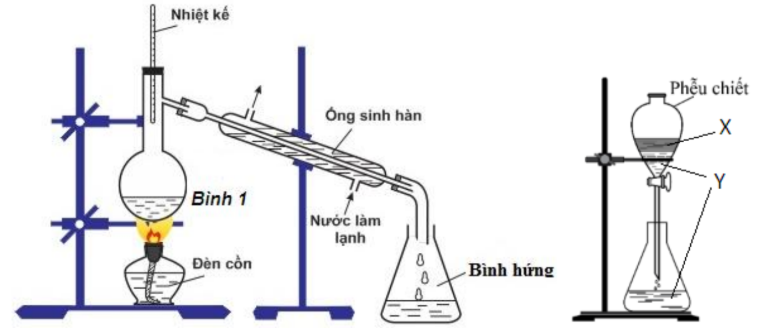 Nhiệt kế
Ống sinh hàn
Bình 1
Nước làm
lạnh
Đèn cồn
Bình hứng
Phễu chiết
X
Y